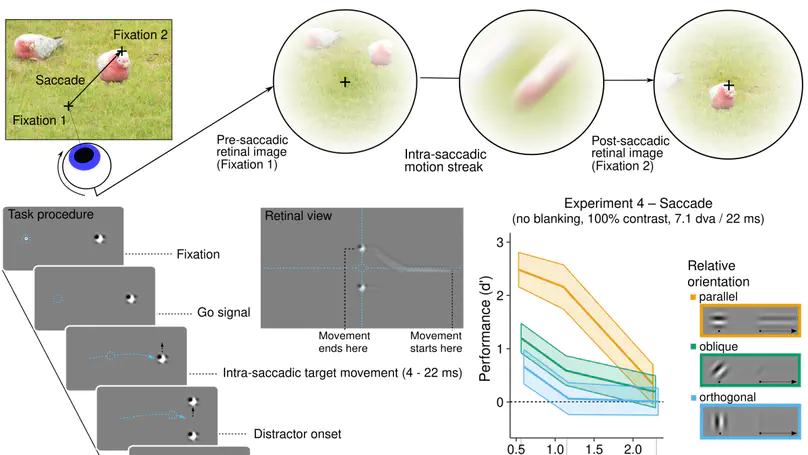 Fixation 2
Saccade
Fixation 1
Pre-saccadic
retinal image
(Fixation 1)
Intra-saccadic
motion streak
Post-saccadic
retinal image
(Fixation 2)
Task procedure
Fixation
Go signal
Intra-saccadic target movement (4 - 22 ms)
Distractor onset
Retinal view
Movement
ends here
Movement
starts here
Experiment 4 – Saccade
(no blanking, 100% contrast, 7.1 dva / 22 ms)
Performance (d')
3
2
1
0
0.5 1.0 1.5 2.0
Relative
orientation
parallel
oblique
orthogonal